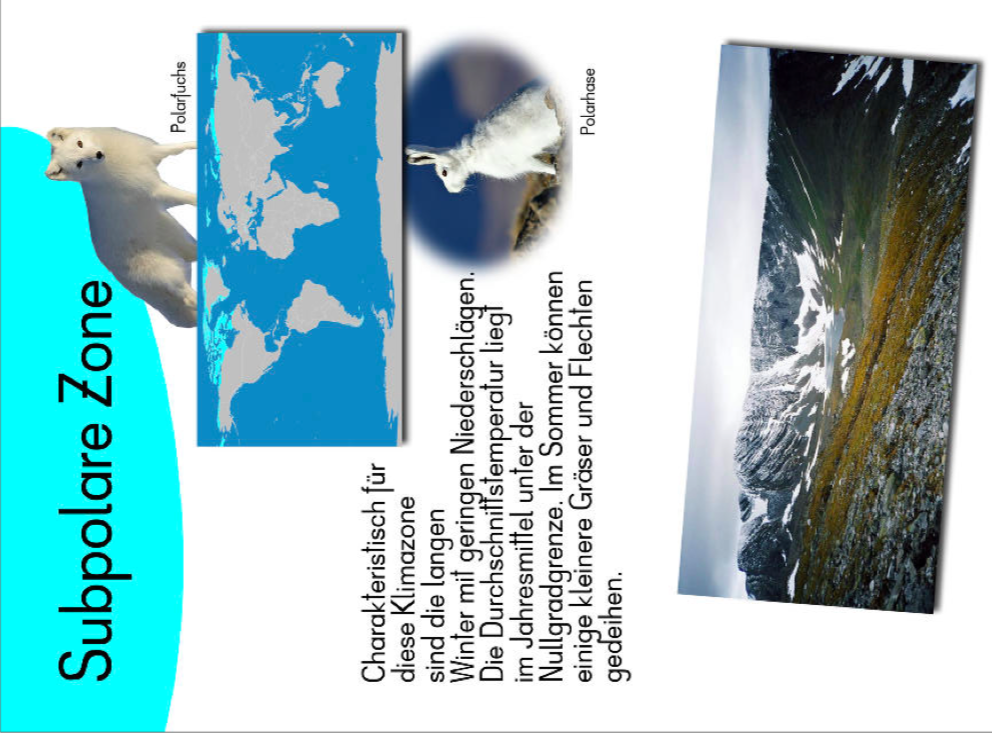 Subpolare Zone
Polarfuchs
Charakteristisch für
diese Klimazone
sind die langen
Winter mit geringen Niederschlägen.
Die Durchschnittstemperatur liegt
im Jahresmittel unter der
Nullgradgrenze. Im Sommer können
einige kleinere Gräser und Flechten
gedeihen.
Polarhase